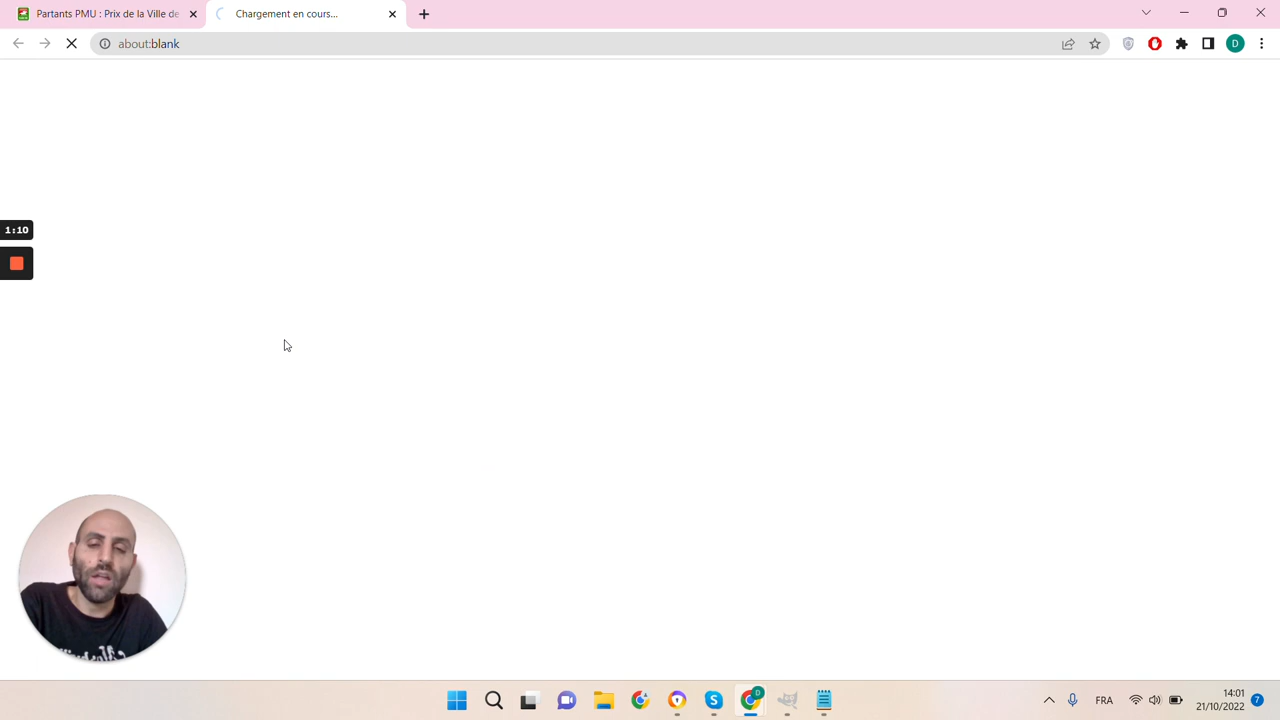 Partants PMU : Prix de la Ville de
Chargement en cours...
about:blank
D
1:10
D
S
FRA
14:01
21/10/2022
7